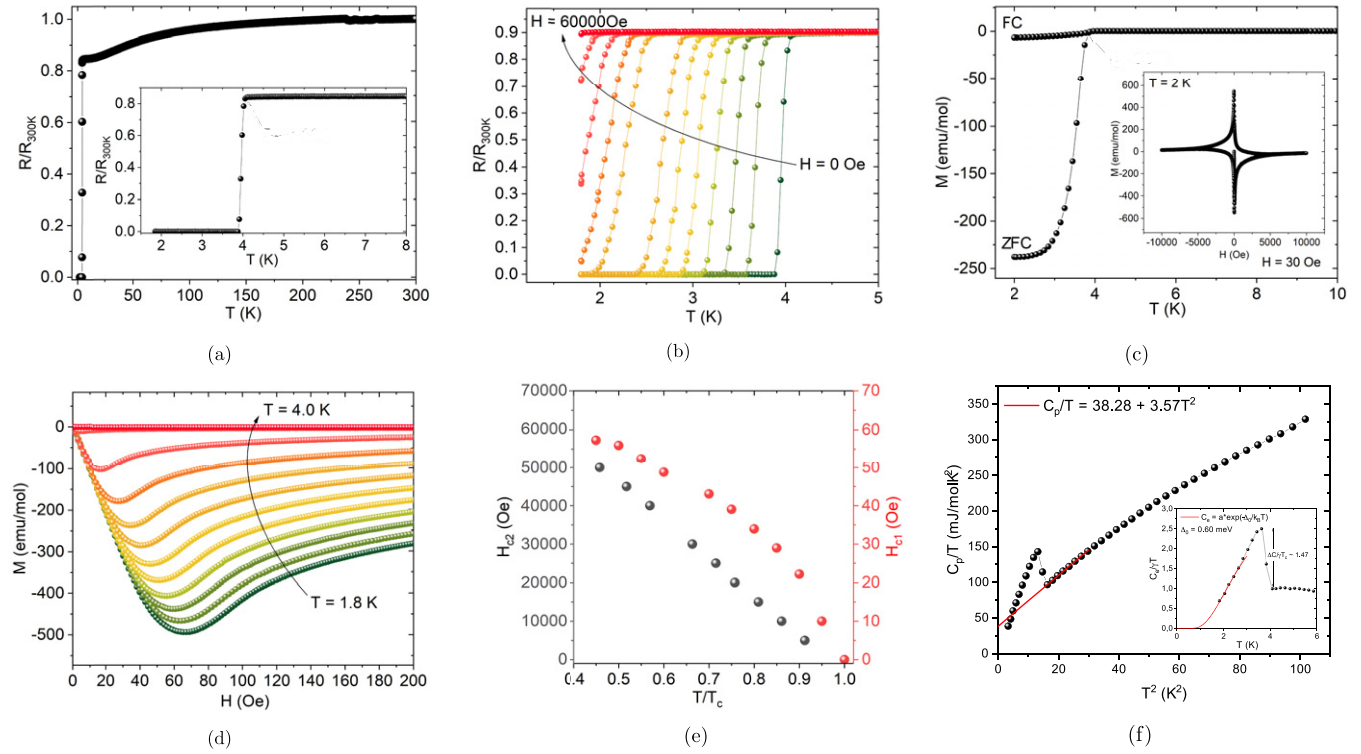 R/R300K
1.0
0.8
0.6
0.4
0.2
0.0
0 50 100 150 200 250 300
T (K)
R/R300K
0.8
0.6
0.4
0.2
0.0
2 3 4 5 6 7 8
T (K)
(a)
H = 60000Oe
H = 0 Oe
R/R300K
0.9
0.8
0.7
0.6
0.5
0.4
0.3
0.2
0.1
0.0
2 3 4 5
T (K)
(b)
FC
ZFC
M (emu/mol)
0
-50
-100
-150
-200
-250
2 4 6 8 10
T (K)
T = 2 K
M (emu/mol)
600
400
200
0
-200
-400
-600
-10000 -5000 0 5000 10000
H (Oe)
H = 30 Oe
(c)
T = 4.0 K
T = 1.8 K
M (emu/mol)
0
-100
-200
-300
-400
-500
0 20 40 60 80 100 120 140 160 180 200
H (Oe)
(d)
Hc2 (Oe)
70000
60000
50000
40000
30000
20000
10000
0
0.4 0.5 0.6 0.7 0.8 0.9 1.0
T/Tc
70
60
50
40
30
20
10
0
Hc1 (Oe)
(e)
Cp/T = 38.28 + 3.57T²
Cp/T (mJ/molK²)
350
300
250
200
150
100
50
0
0 20 40 60 80 100
T² (K²)
Ce = a*exp(-Δ0/kBT)
Δ0 = 0.60 meV
ΔC/γTc ~ 1.47
Ce/γT
3,0
2,5
2,0
1,5
1,0
0,5
0,0
0 1 2 3 4 5 6
T (K)
(f)